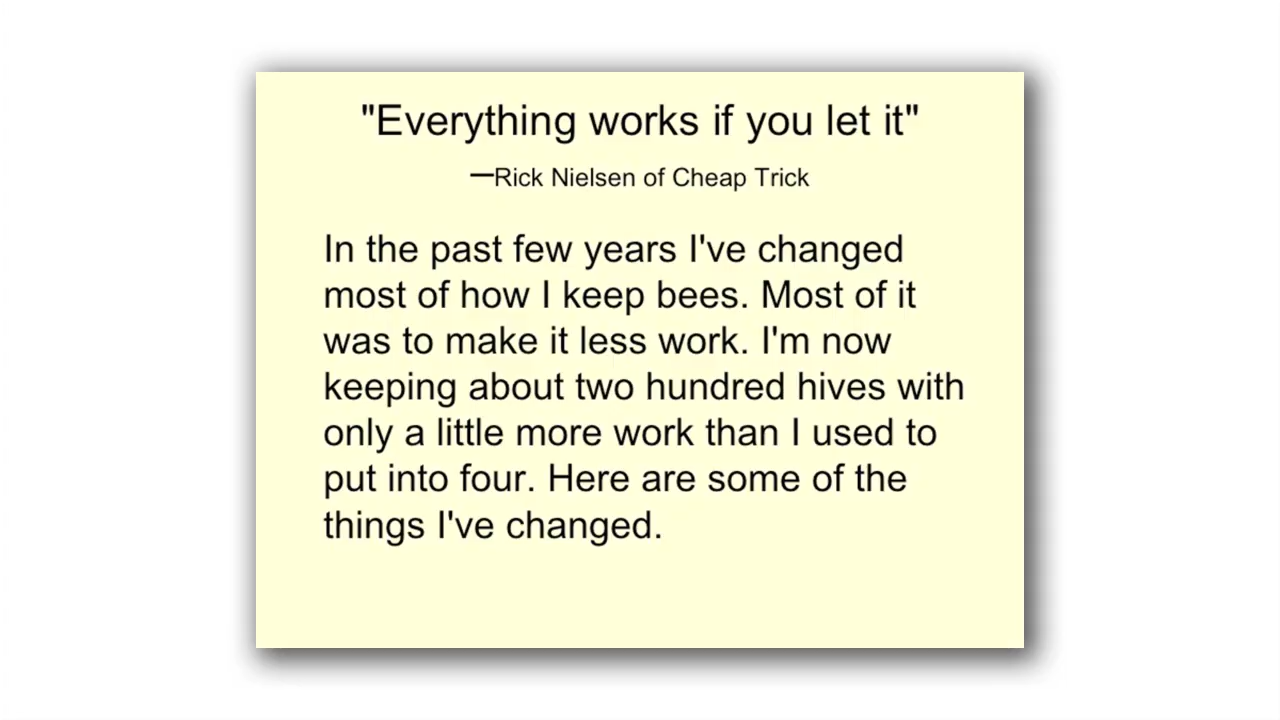 "Everything works if you let it"
—Rick Nielsen of Cheap Trick
In the past few years I've changed
most of how I keep bees. Most of it
was to make it less work. I'm now
keeping about two hundred hives with
only a little more work than I used to
put into four. Here are some of the
things I've changed.